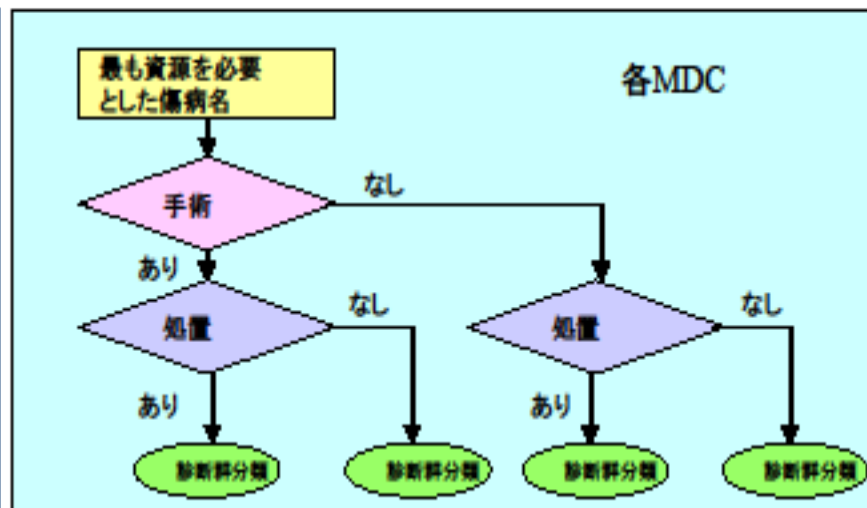 最も資源を必要
とした傷病名
各MDC
手術
なし
あり
処置
なし
処置
なし
あり
あり
診断群分類
診断群分類
診断群分類
診断群分類